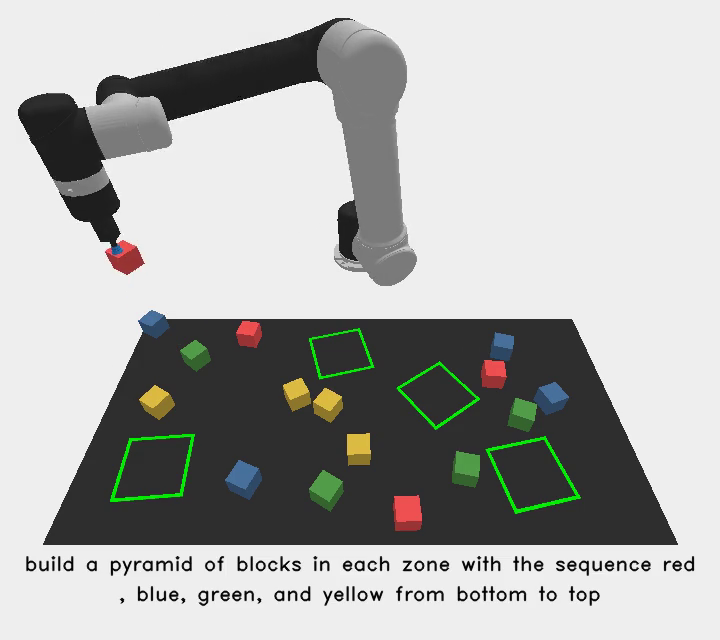 build a pyramid of blocks in each zone with the sequence red
, blue, green, and yellow from bottom to top